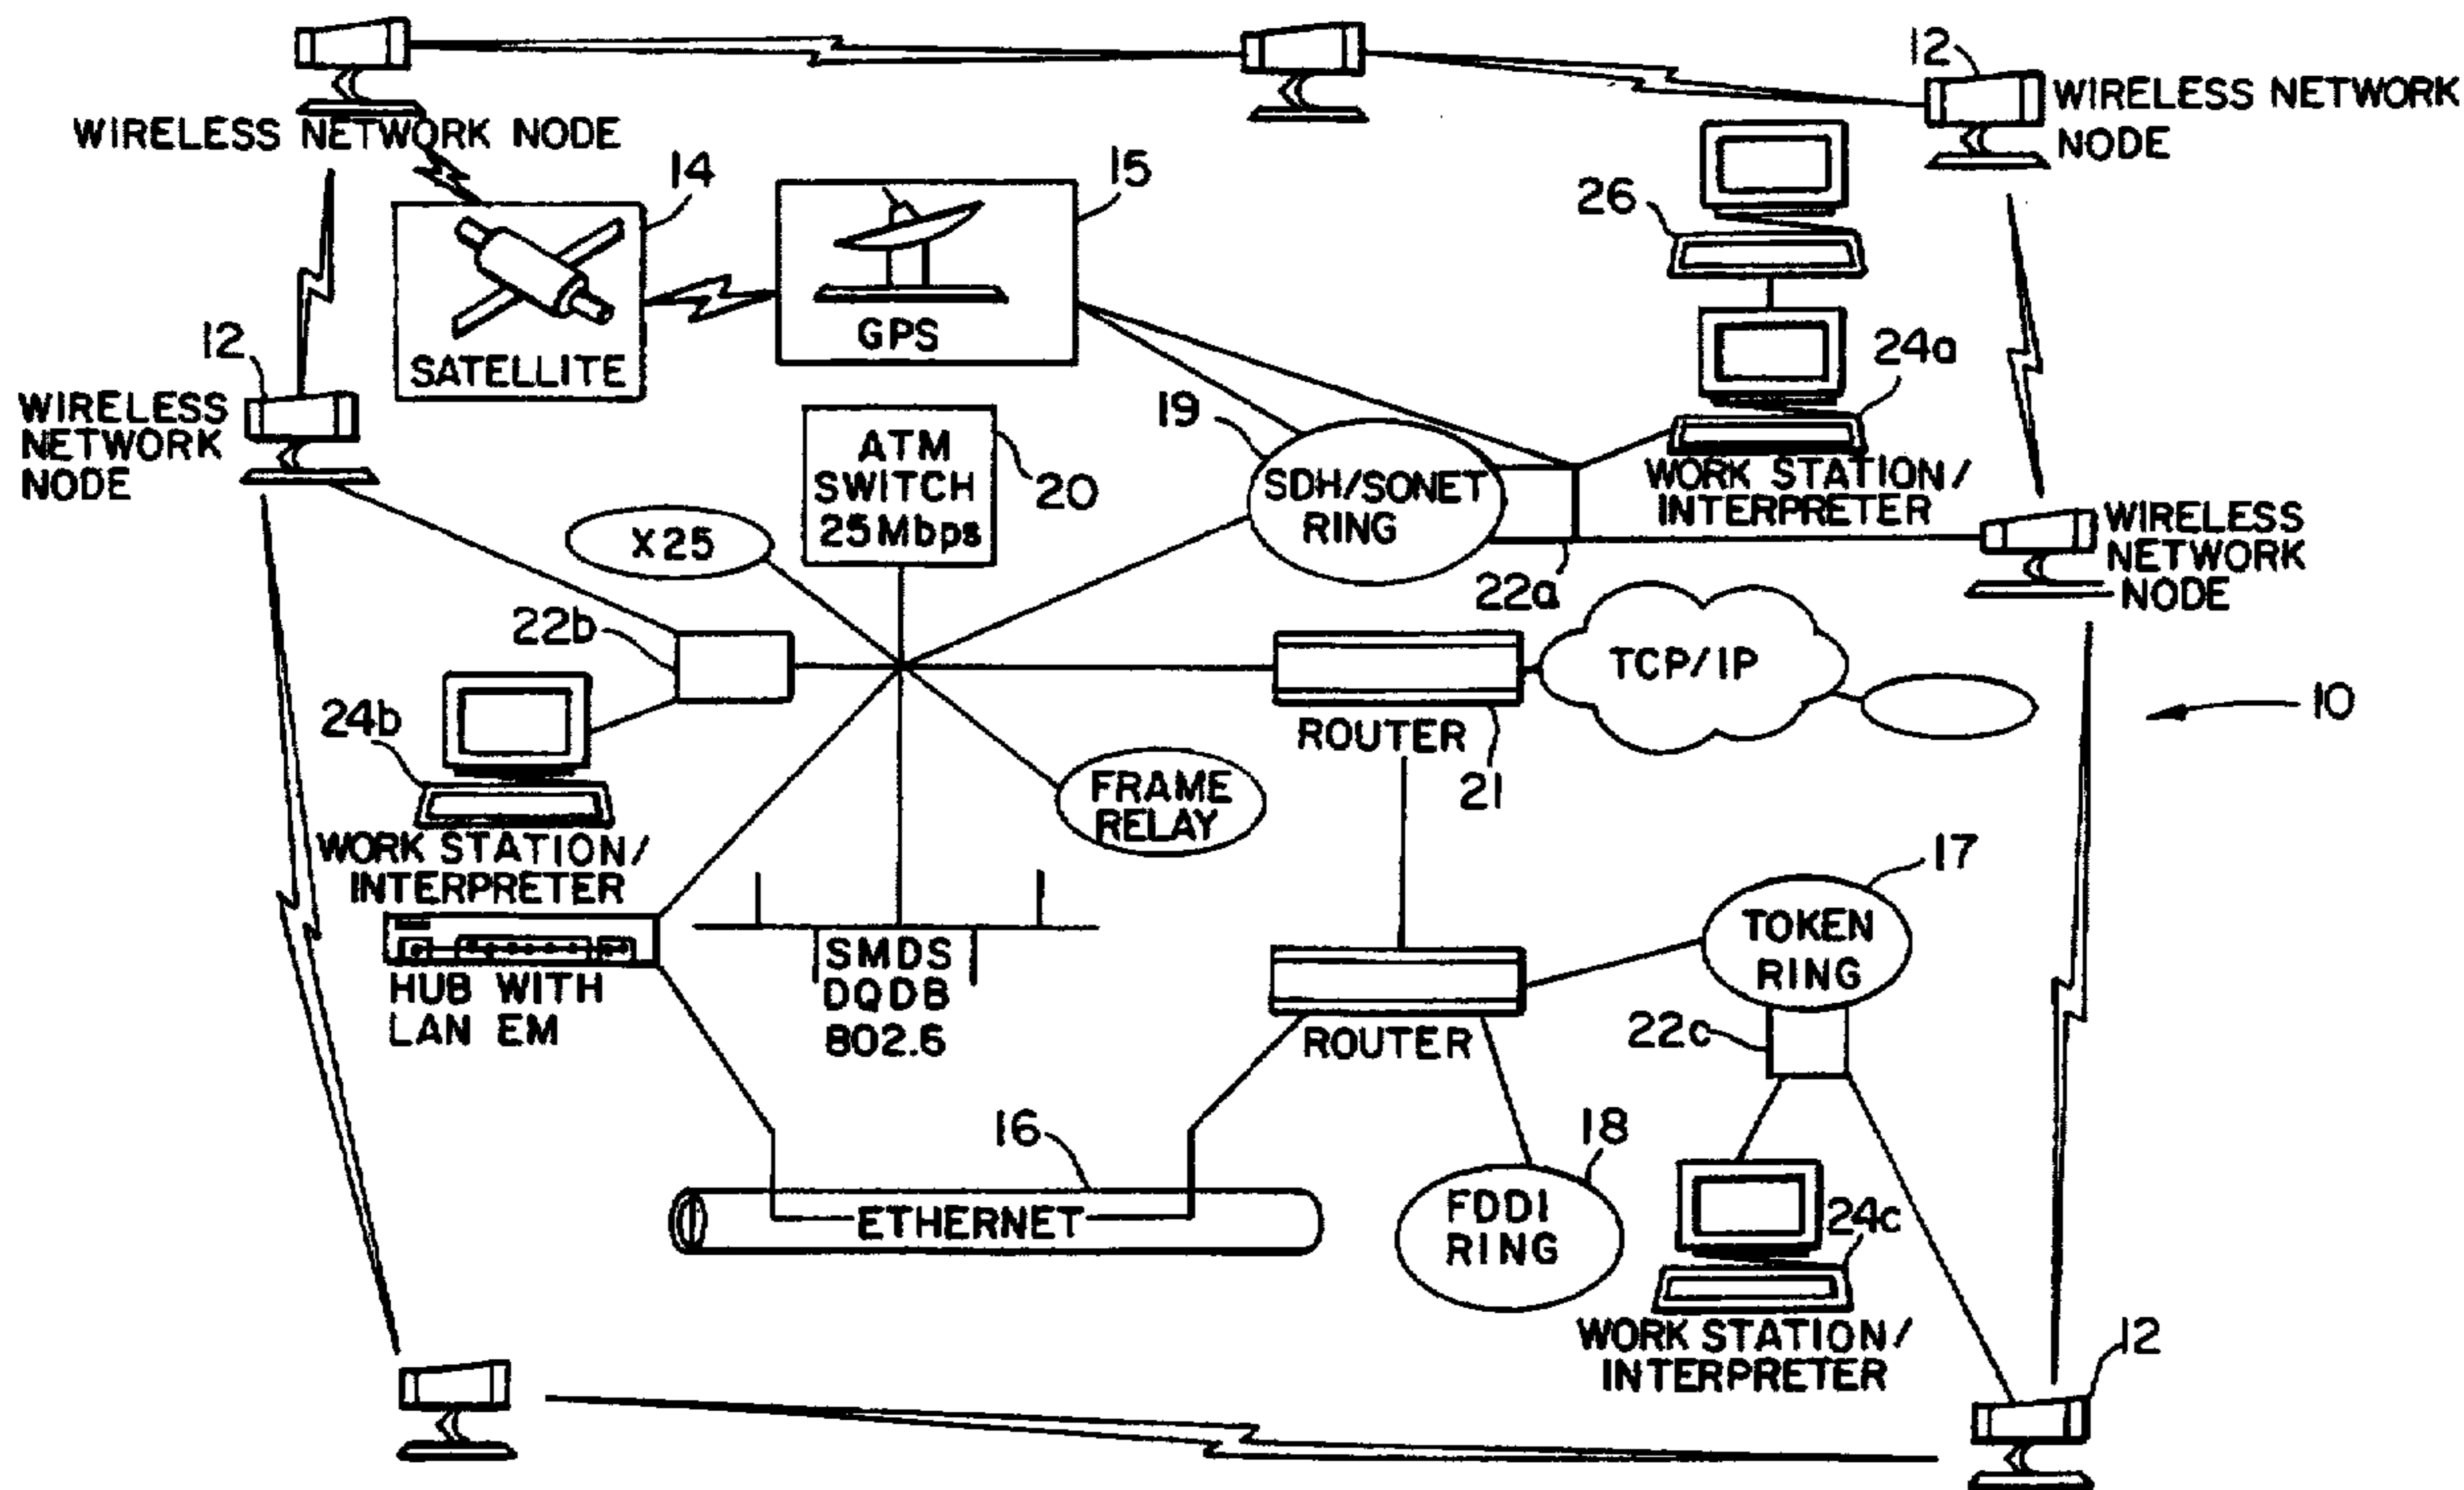 12
WIRELESS NETWORK NODE
WIRELESS NETWORK
NODE
14
15
26
GPS
SATELLITE
12
24a
WIRELESS
NETWORK
NODE
19
ATM
SWITCH
25Mbps
20
SDH/SONET
RING
WORK STATION/
INTERPRETER
X25
WIRELESS
NETWORK
NODE
22a
22b
TCP/IP
24b
ROUTER
10
21
FRAME
RELAY
WORK STATION/
INTERPRETER
17
TOKEN
RING
SMDS
DQDB
802.6
HUB WITH
LAN EM
ROUTER
22c
16
18
ETHERNET
FDDI
RING
24c
WORK STATION/
INTERPRETER
12